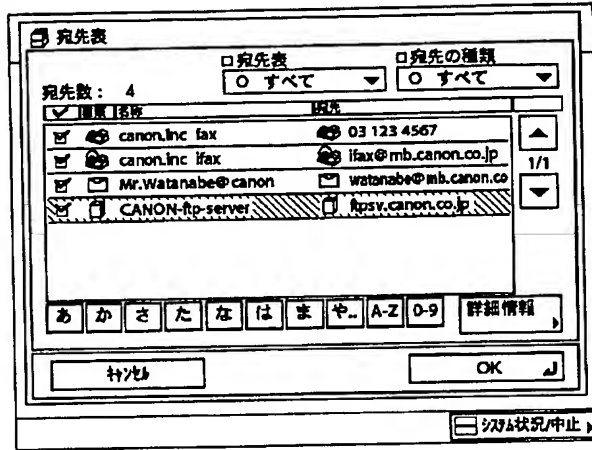 宛先表
宛先数: 4
ロ宛先表
すべて
ロ宛先の種類
すべて
名称 宛先
canon.inc fax 03 123 4567
canon.inc ifax ifax@mb.canon.co.jp
Mr.Watanabe@canon watanabe@mb.canon.co
CANON-ftp-server ftpsv.canon.co.jp
1/1
あ か さ た な は ま や.. A-Z 0-9 詳細情報
キャンセル OK
システム状況/中止